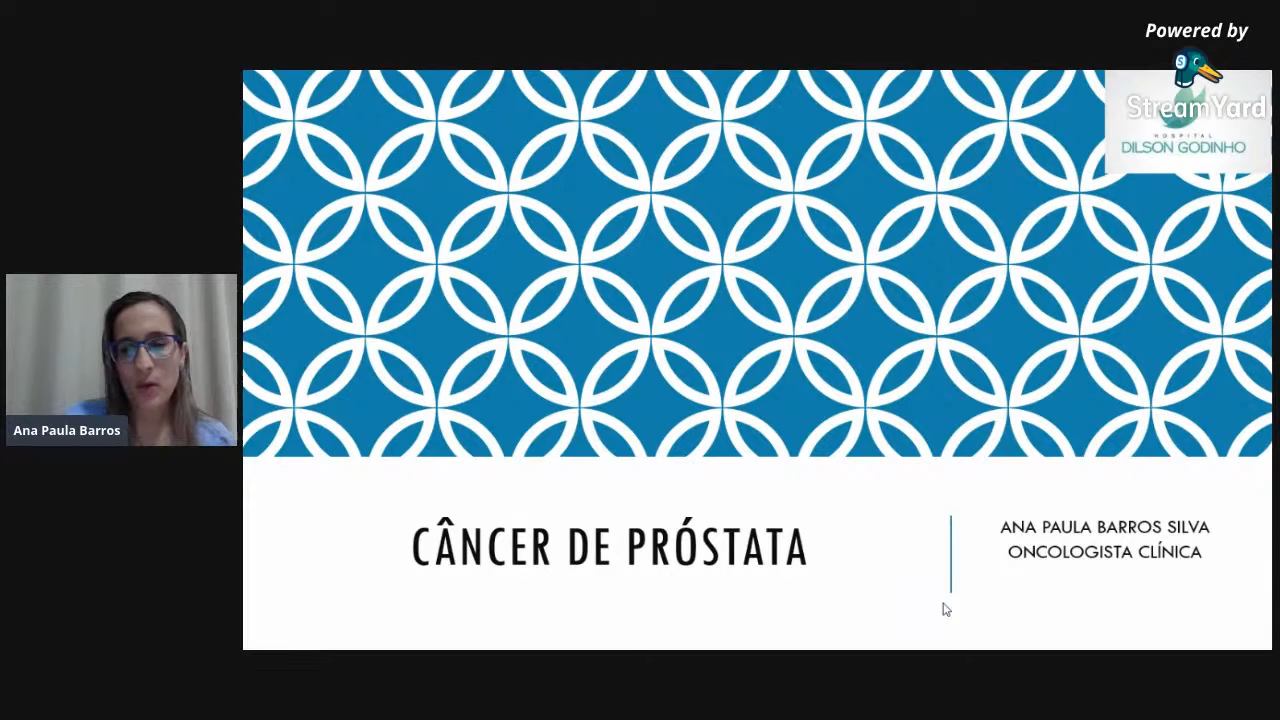 Powered by
StreamYard
HOSPITAL
DILSON GODINHO
Ana Paula Barros
CÂNCER DE PRÓSTATA
ANA PAULA BARROS SILVA
ONCOLOGISTA CLÍNICA